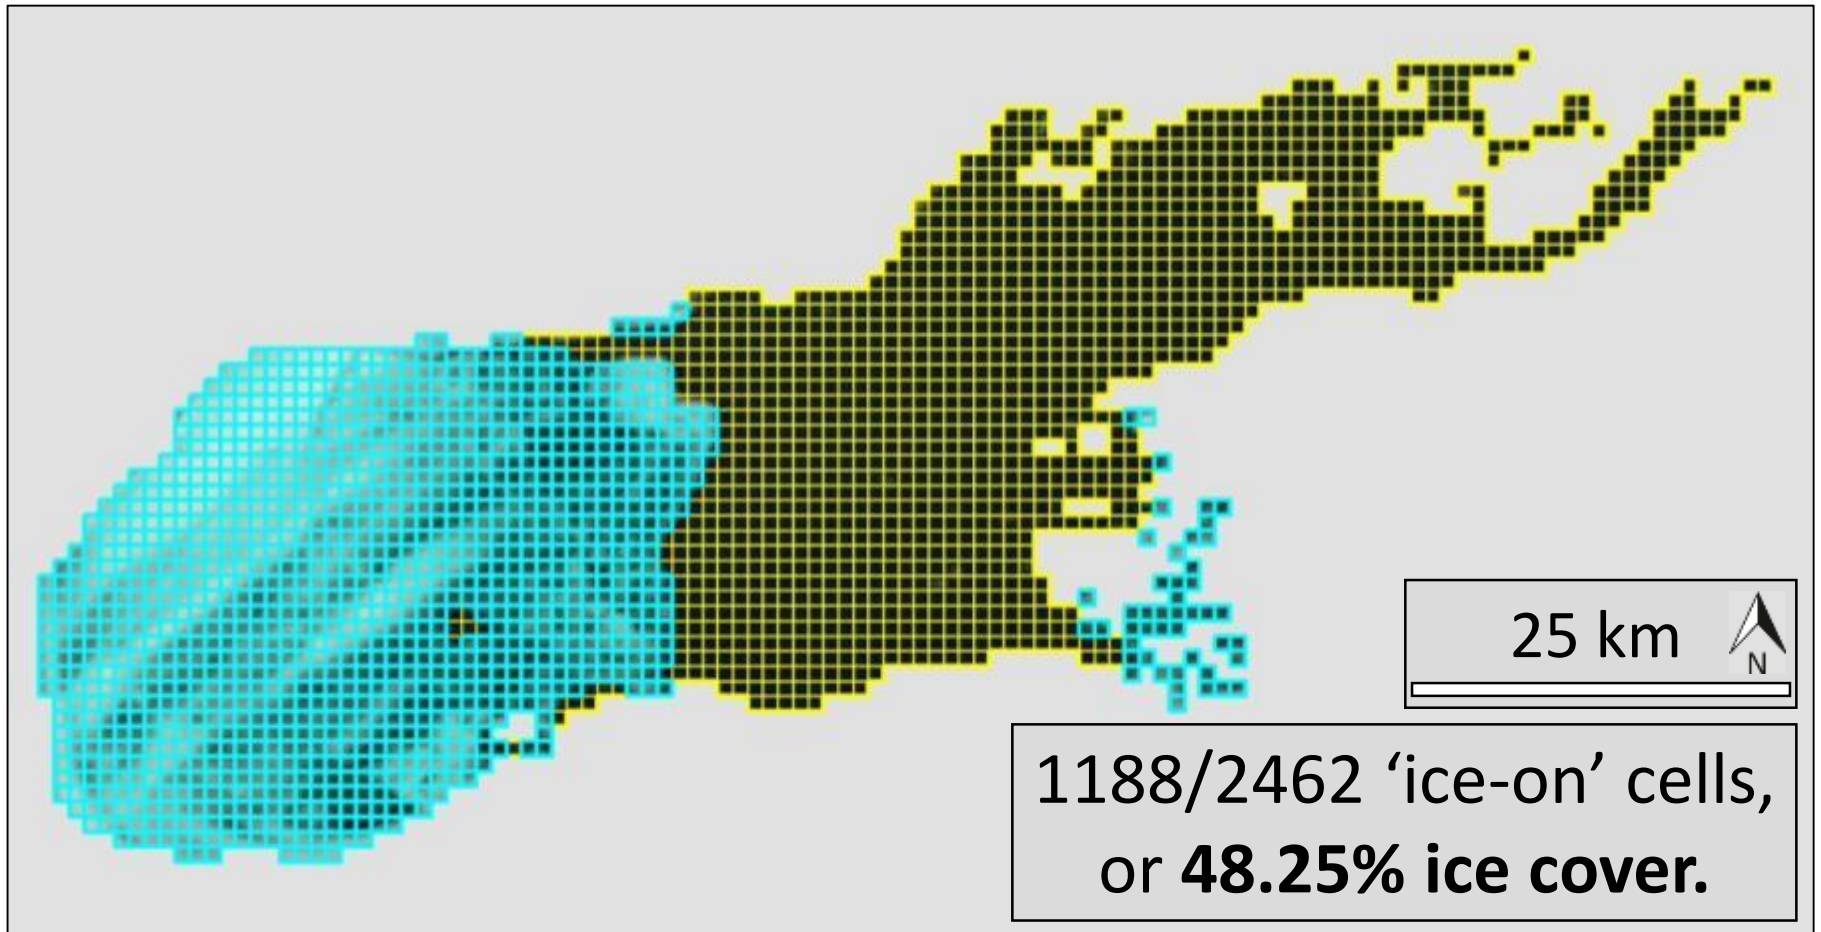 25 km
N
1188/2462 ‘ice-on’ cells,
or 48.25% ice cover.